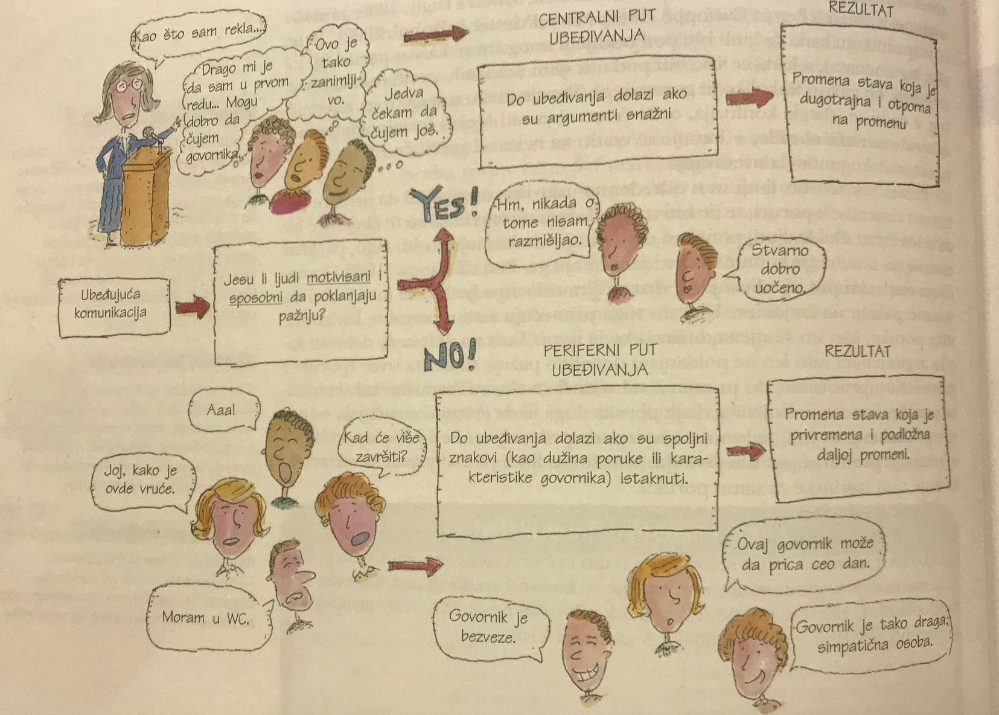 Kao što sam rekla...
Drago mi je
da sam u prvom
redu... Mogu
dobro da
čujem
govornika.
Ovo je
tako
zanimlji-
vo.
Jedva
čekam da
čujem još.
CENTRALNI PUT
UBEĐIVANJA
Do ubeđivanja dolazi ako
su argumenti snažni
REZULTAT
Promena stava koja je
dugotrajna i otporna
na promenu
YES!
Hm, nikada o
tome nisam
razmišljao.
Stvarno
dobro
uočeno.
Ubeđujuća
komunikacija
Jesu li ljudi motivisani i
sposobni da poklanjaju
pažnju?
NO!
PERIFERNI PUT
UBEĐIVANJA
Do ubeđivanja dolazi ako su spoljni
znakovi (kao dužina poruke ili kara-
kteristike govornika) istaknuti.
REZULTAT
Promena stava koja je
privremena i podložna
daljoj promeni.
Aaa!
Kad će više
završiti?
Joj, kako je
ovde vruće.
Moram u WC.
Ovaj govornik može
da prica ceo dan.
Govornik je
bezveze.
Govornik je tako draga,
simpatična osoba.